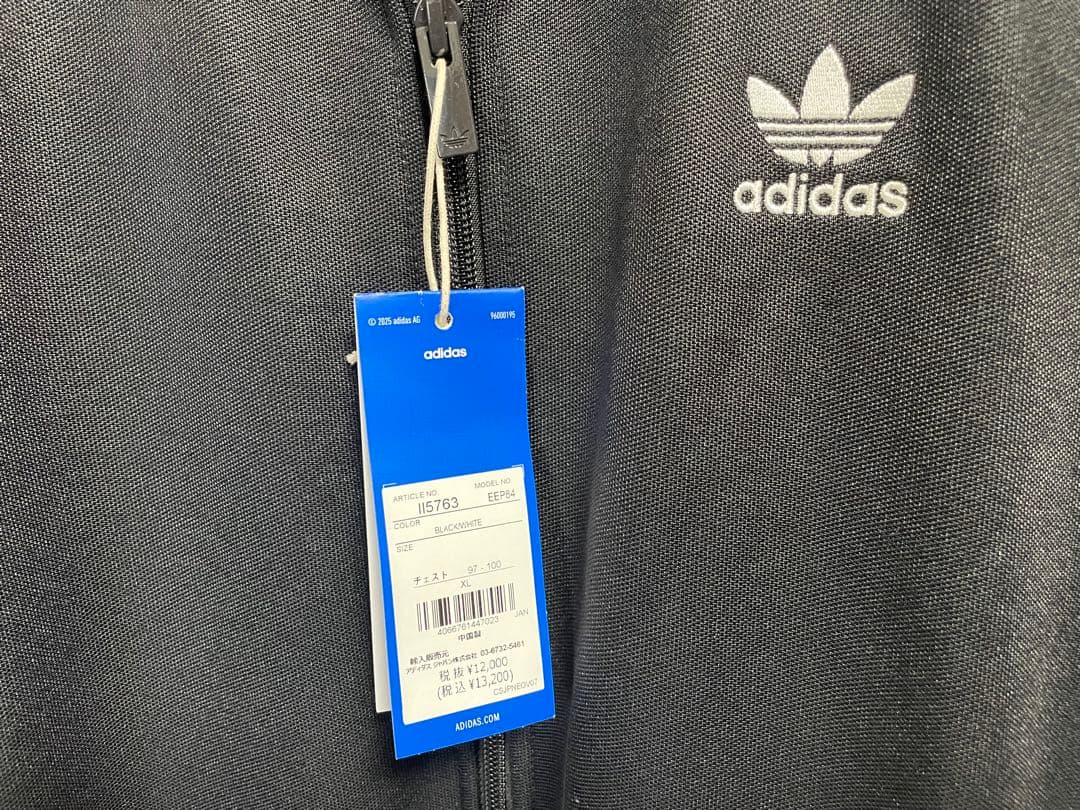 adidas
© 2025 adidas AG
96000195
adidas
ARTICLE NO.
II5763
MODEL NO.
EEP84
COLOR
BLACK/WHITE
SIZE
チェスト 97 - 100
XL
4066761447023
JAN
中国製
輸入販売元
アディダス ジャパン株式会社 03-6732-5461
税抜 ¥12,000
(税込 ¥13,200)
CSJPNEOV07
ADIDAS.COM